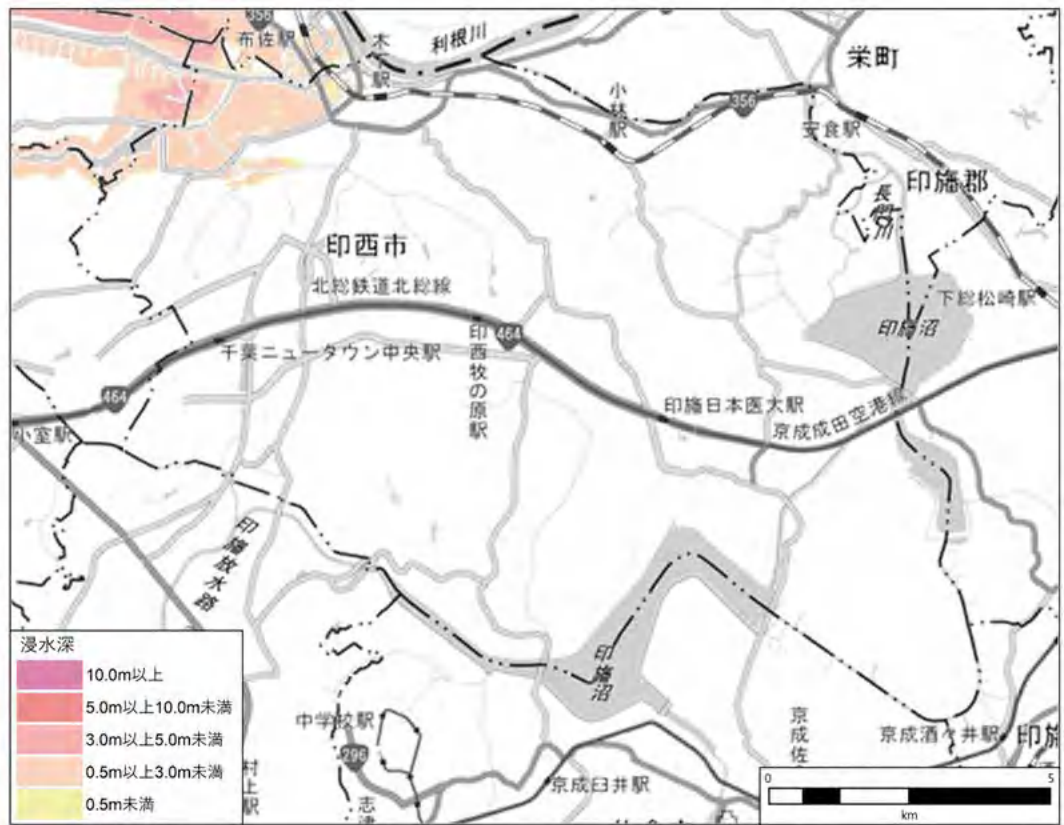 356
布佐駅
木下駅
利根川
栄町
小林駅
356
安食駅
印旛郡
長門川
印西市
北総鉄道北総線
下総松崎駅
印旛沼
千葉ニュータウン中央駅
印西牧の原駅
464
464
印旛日本医大駅
京成成田空港線
小室駅
印旛放水路
印旛沼
浸水深
10.0m以上
5.0m以上10.0m未満
3.0m以上5.0m未満
0.5m以上3.0m未満
0.5m未満
中学校駅
296
村上駅
志津
京成臼井駅
京成佐
京成酒々井駅
印旛
0
5
km